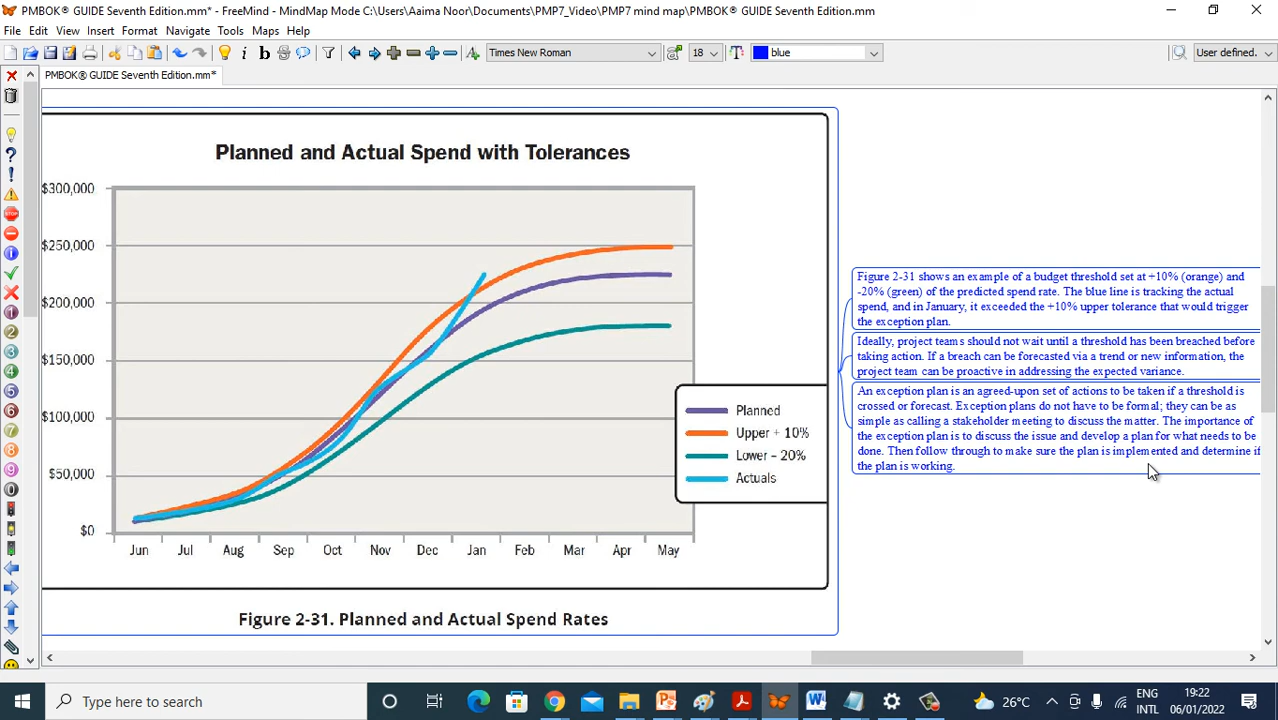 PMBOK® GUIDE Seventh Edition.mm* - FreeMind - MindMap Mode C:\Users\Aaima Noor\Documents\PMP7_Video\PMP7 mind map\PMBOK® GUIDE Seventh Edition.mm
File Edit View Insert Format Navigate Tools Maps Help
Times New Roman 18 blue User defined.
PMBOK® GUIDE Seventh Edition.mm*
Planned and Actual Spend with Tolerances
$300,000
$250,000
$200,000
$150,000
$100,000
$50,000
$0
Jun Jul Aug Sep Oct Nov Dec Jan Feb Mar Apr May
Planned
Upper + 10%
Lower – 20%
Actuals
Figure 2-31. Planned and Actual Spend Rates
Figure 2-31 shows an example of a budget threshold set at +10% (orange) and
-20% (green) of the predicted spend rate. The blue line is tracking the actual
spend, and in January, it exceeded the +10% upper tolerance that would trigger
the exception plan.
Ideally, project teams should not wait until a threshold has been breached before
taking action. If a breach can be forecasted via a trend or new information, the
project team can be proactive in addressing the expected variance.
An exception plan is an agreed-upon set of actions to be taken if a threshold is
crossed or forecast. Exception plans do not have to be formal; they can be as
simple as calling a stakeholder meeting to discuss the matter. The importance of
the exception plan is to discuss the issue and develop a plan for what needs to be
done. Then follow through to make sure the plan is implemented and determine if
the plan is working.
Type here to search
26°C
ENG
INTL
19:22
06/01/2022